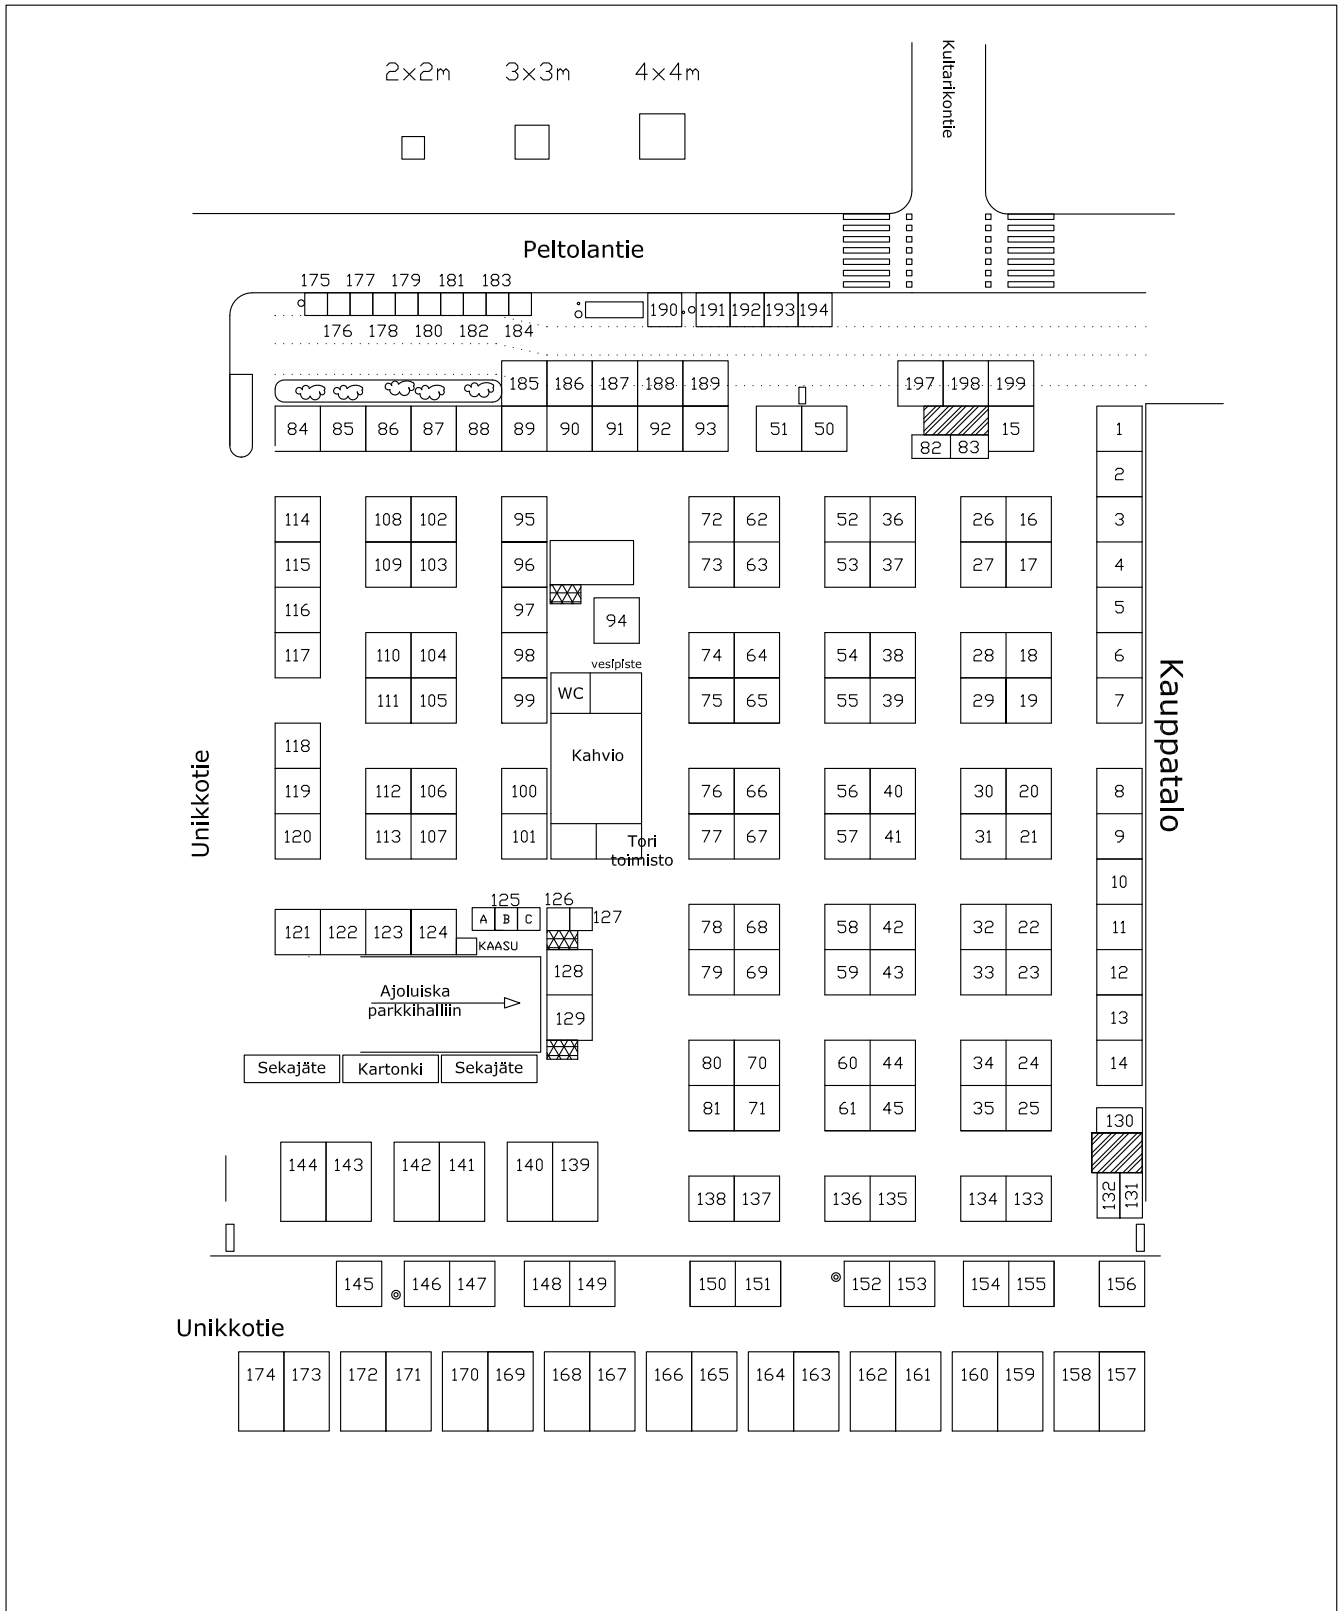 2x2m 3x3m 4x4m
Kultarikontie
Peltolantie
175 177 179 181 183
190 191 192 193 194
176 178 180 182 184
185 186 187 188 189 197 198 199
84 85 86 87 88 89 90 91 92 93 51 50 15 1
82 83
2
114 108 102 95 72 62 52 36 26 16 3
115 109 103 96 73 63 53 37 27 17 4
116 97 94 5
117 110 104 98 74 64 54 38 28 18 6
vesipiste
111 105 99 WC 75 65 55 39 29 19 7
Kauppatalo
118 Kahvio
Unikkotie
119 112 106 100 76 66 56 40 30 20 8
120 113 107 101 Tori 77 67 57 41 31 21 9
toimisto
10
125 126
121 122 123 124 A B C 127 78 68 58 42 32 22 11
KAASU
128 79 69 59 43 33 23 12
Ajoluiska
parkkihalliin
129 13
Sekajäte Kartonki Sekajäte 80 70 60 44 34 24 14
81 71 61 45 35 25 130
144 143 142 141 140 139
138 137 136 135 134 133 132 131
145 146 147 148 149 150 151 152 153 154 155 156
Unikkotie
174 173 172 171 170 169 168 167 166 165 164 163 162 161 160 159 158 157